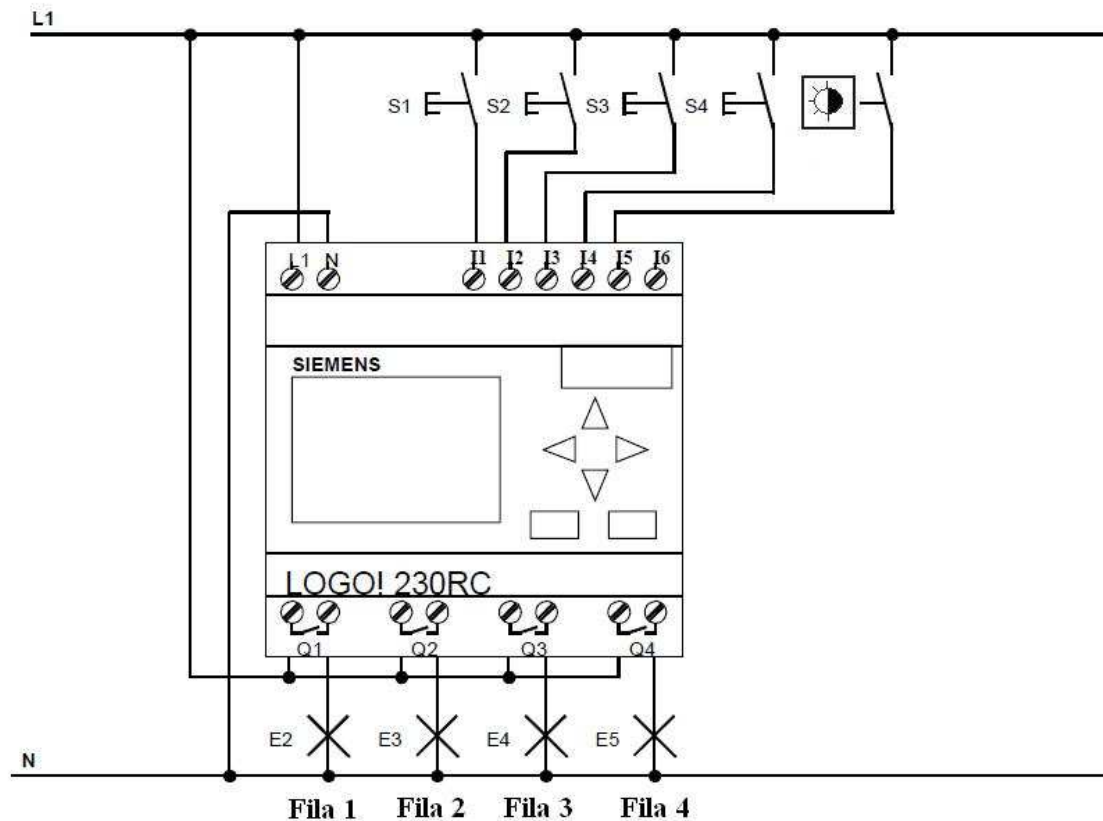 L1
S1 S2 S3 S4
L1 N I1 I2 I3 I4 I5 I6
SIEMENS
LOGO! 230RC
Q1 Q2 Q3 Q4
E2 E3 E4 E5
N
Fila 1 Fila 2 Fila 3 Fila 4